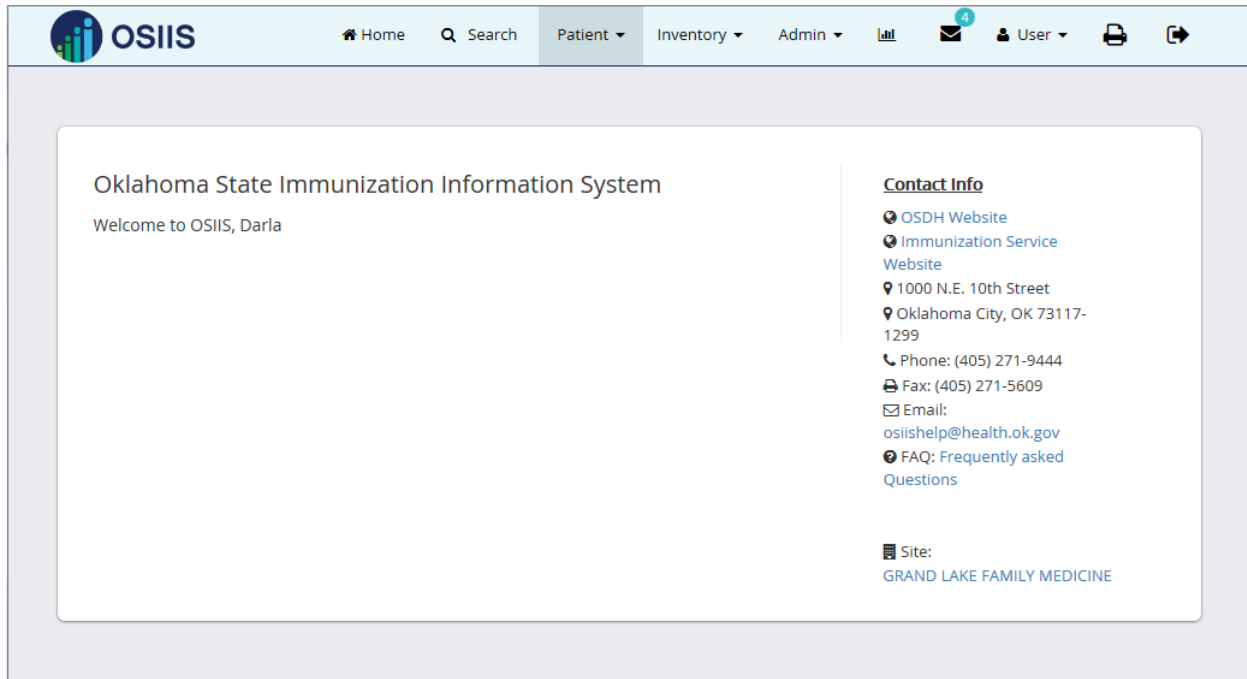 OSIIS
Home
Search
Patient
Inventory
Admin
4
User
Oklahoma State Immunization Information System
Welcome to OSIIS, Darla
Contact Info
OSDH Website
Immunization Service
Website
1000 N.E. 10th Street
Oklahoma City, OK 73117-
1299
Phone: (405) 271-9444
Fax: (405) 271-5609
Email:
osiishelp@health.ok.gov
FAQ: Frequently asked
Questions
Site:
GRAND LAKE FAMILY MEDICINE